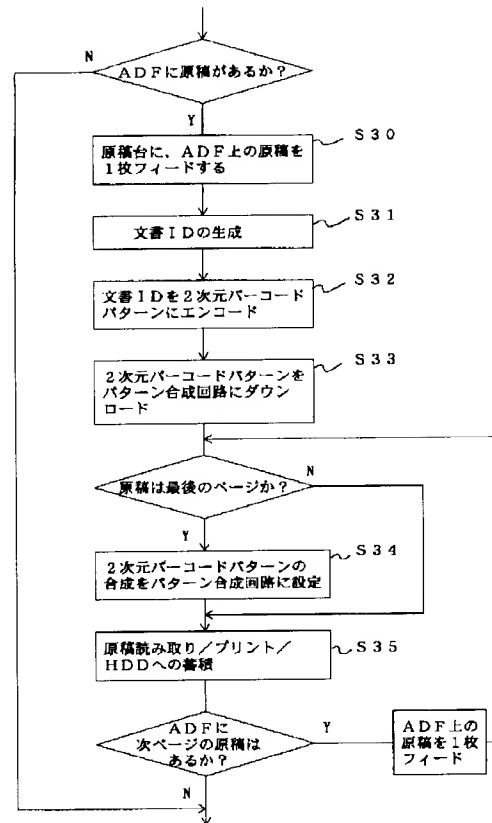 N
ADFに原稿があるか？
Y
S30
原稿台に、ADF上の原稿を
1枚フィードする
S31
文書IDの生成
S32
文書IDを2次元バーコード
パターンにエンコード
S33
2次元バーコードパターンを
パターン合成回路にダウン
ロード
N
原稿は最後のページか？
Y
S34
2次元バーコードパターンの
合成をパターン合成回路に設定
S35
原稿読み取り／プリント／
HDDへの蓄積
ADFに
次ページの原稿は
あるか？
Y
ADF上の
原稿を1枚
フィード
N